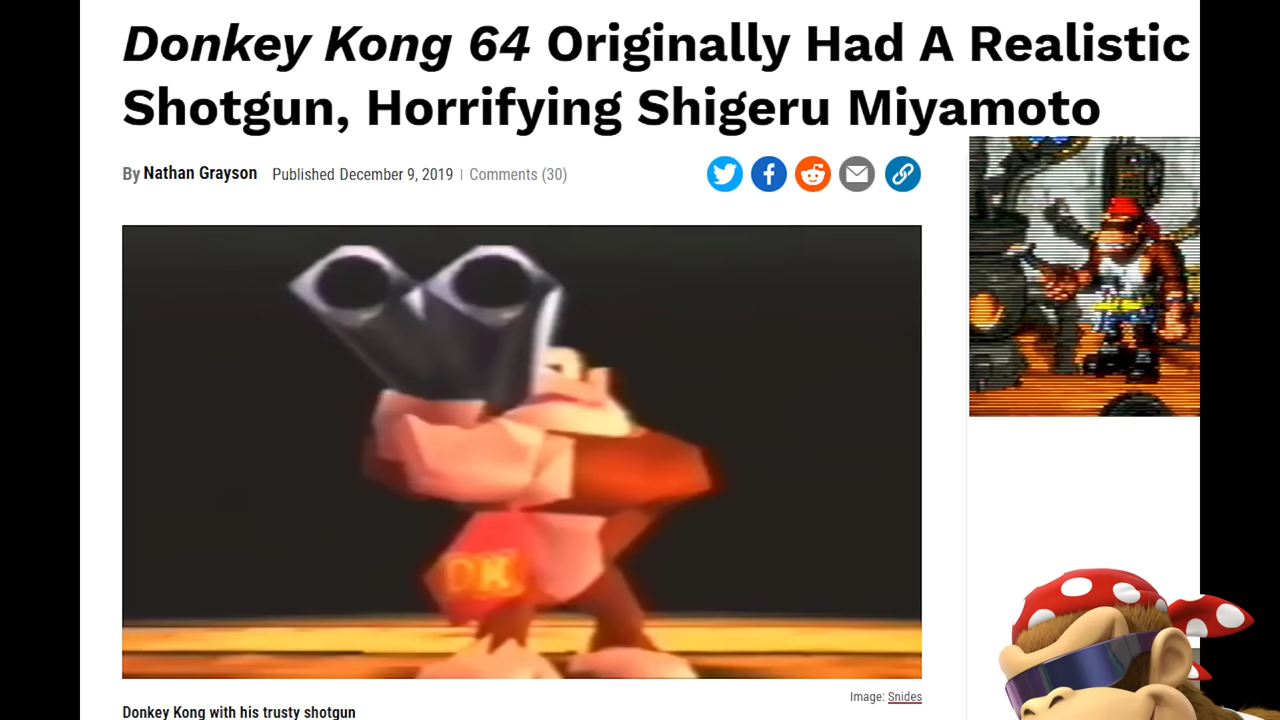 Donkey Kong 64 Originally Had A Realistic
Shotgun, Horrifying Shigeru Miyamoto
By Nathan Grayson Published December 9, 2019 | Comments (30)
DK
Image: Snides
Donkey Kong with his trusty shotgun